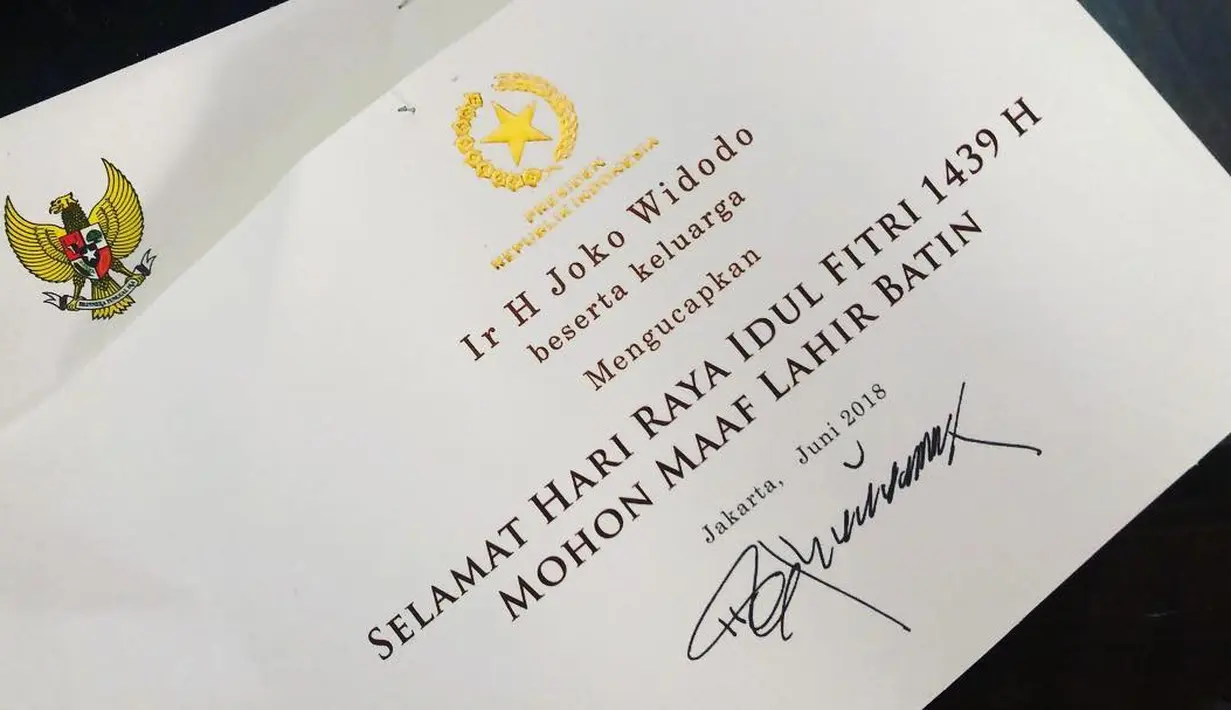 PRESIDEN
REPUBLIK INDONESIA
Ir H Joko Widodo
beserta keluarga
Mengucapkan
SELAMAT HARI RAYA IDUL FITRI 1439 H
MOHON MAAF LAHIR BATIN
Jakarta, Juni 2018